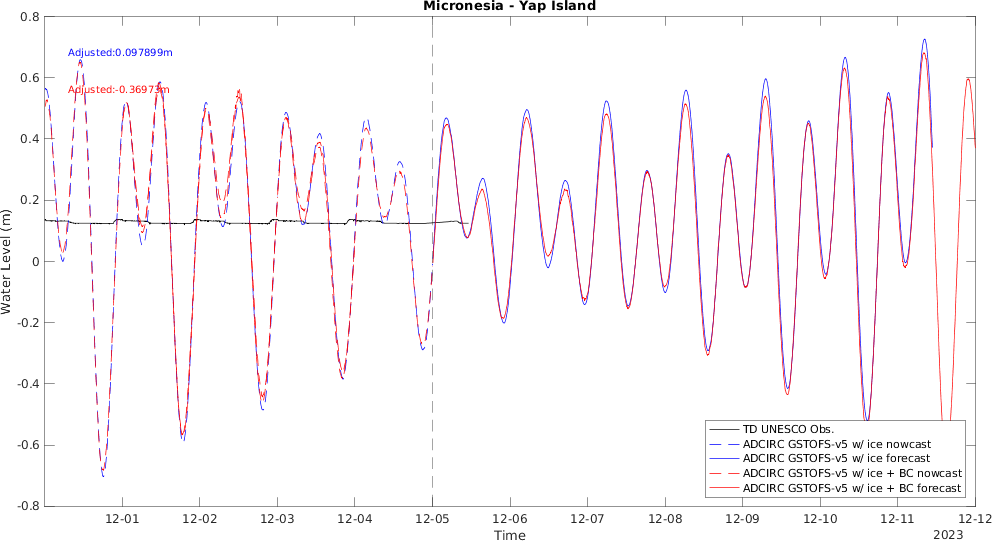 Micronesia - Yap Island
Adjusted:0.097899m
Adjusted:-0.36973m
Water Level (m)
0.8
0.6
0.4
0.2
0
-0.2
-0.4
-0.6
-0.8
TD UNESCO Obs.
ADCIRC GSTOFS-v5 w/ ice nowcast
ADCIRC GSTOFS-v5 w/ ice forecast
ADCIRC GSTOFS-v5 w/ ice + BC nowcast
ADCIRC GSTOFS-v5 w/ ice + BC forecast
12-01 12-02 12-03 12-04 12-05 12-06 12-07 12-08 12-09 12-10 12-11 12-12
Time
2023